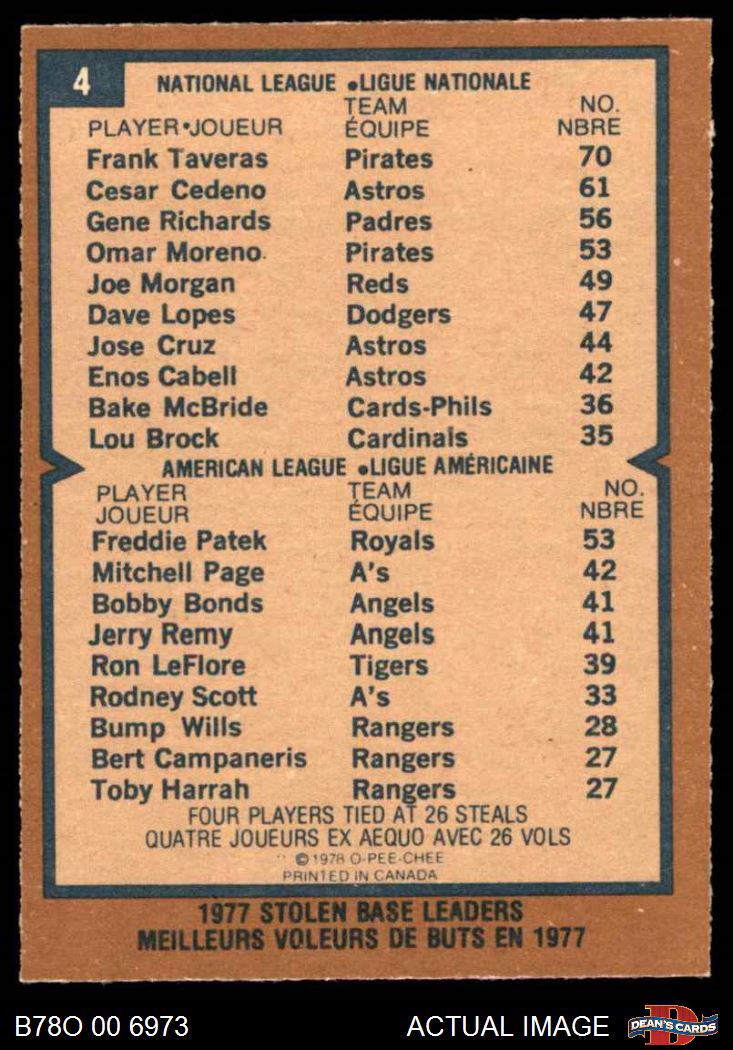 4 NATIONAL LEAGUE •LIGUE NATIONALE
TEAM NO.
PLAYER•JOUEUR ÉQUIPE NBRE
Frank Taveras Pirates 70
Cesar Cedeno Astros 61
Gene Richards Padres 56
Omar Moreno Pirates 53
Joe Morgan Reds 49
Dave Lopes Dodgers 47
Jose Cruz Astros 44
Enos Cabell Astros 42
Bake McBride Cards-Phils 36
Lou Brock Cardinals 35
AMERICAN LEAGUE •LIGUE AMÉRICAINE
PLAYER TEAM NO.
JOUEUR ÉQUIPE NBRE
Freddie Patek Royals 53
Mitchell Page A's 42
Bobby Bonds Angels 41
Jerry Remy Angels 41
Ron LeFlore Tigers 39
Rodney Scott A's 33
Bump Wills Rangers 28
Bert Campaneris Rangers 27
Toby Harrah Rangers 27
FOUR PLAYERS TIED AT 26 STEALS
QUATRE JOUEURS EX AEQUO AVEC 26 VOLS
©1978 O-PEE-CHEE
PRINTED IN CANADA
1977 STOLEN BASE LEADERS
MEILLEURS VOLEURS DE BUTS EN 1977
B78O 00 6973 ACTUAL IMAGE D DEAN'S CARDS